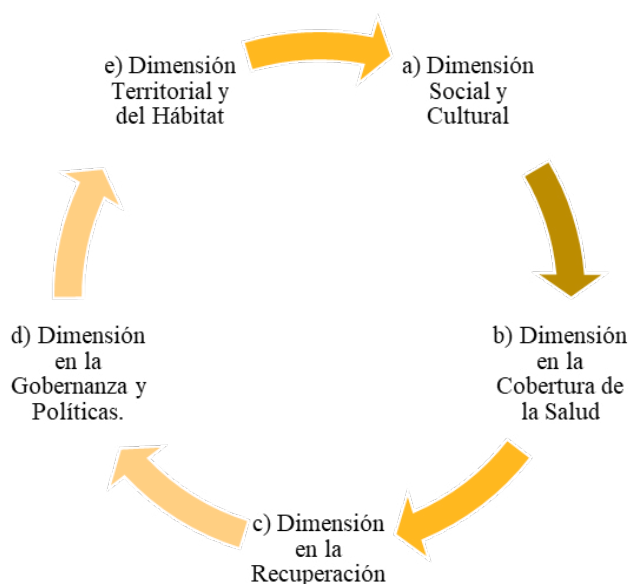 a) Dimensión
Social y
Cultural
b) Dimensión
en la
Cobertura de
la Salud
c) Dimensión
en la
Recuperación
d) Dimensión
en la
Gobernanza y
Políticas.
e) Dimensión
Territorial y
del Hábitat